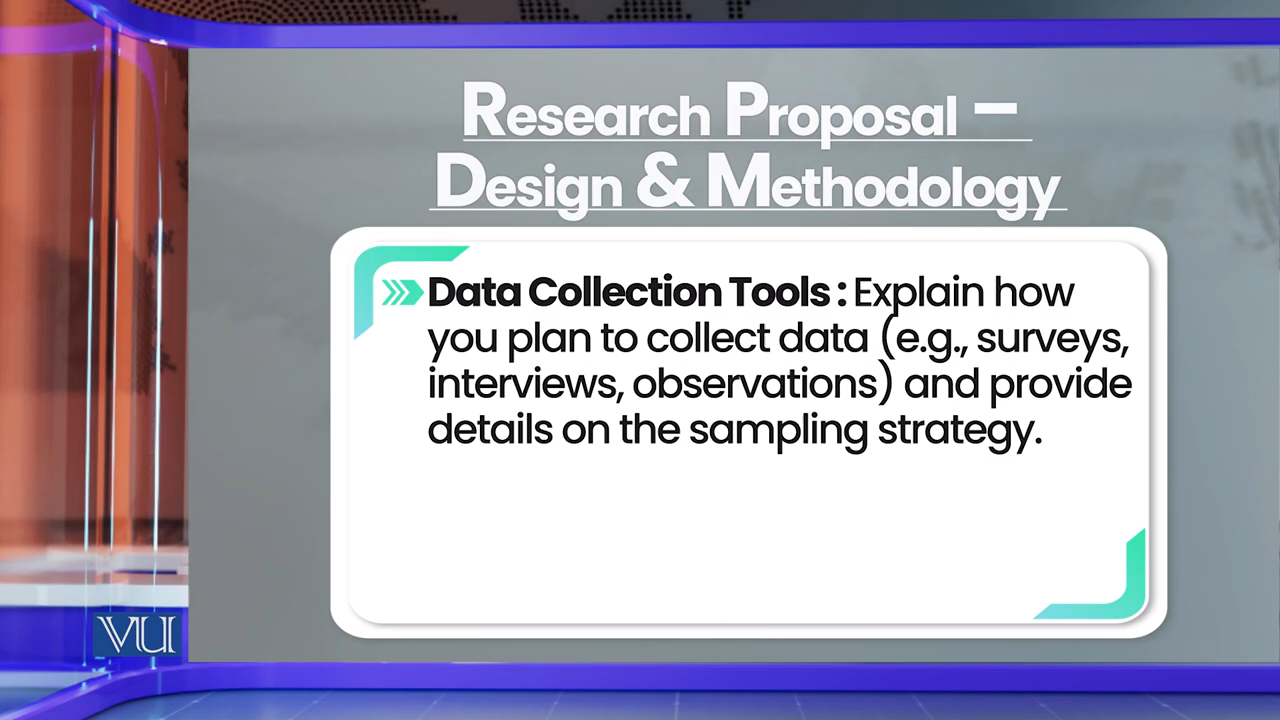 Research Proposal –
Design & Methodology
Data Collection Tools : Explain how
you plan to collect data (e.g., surveys,
interviews, observations) and provide
details on the sampling strategy.
VU